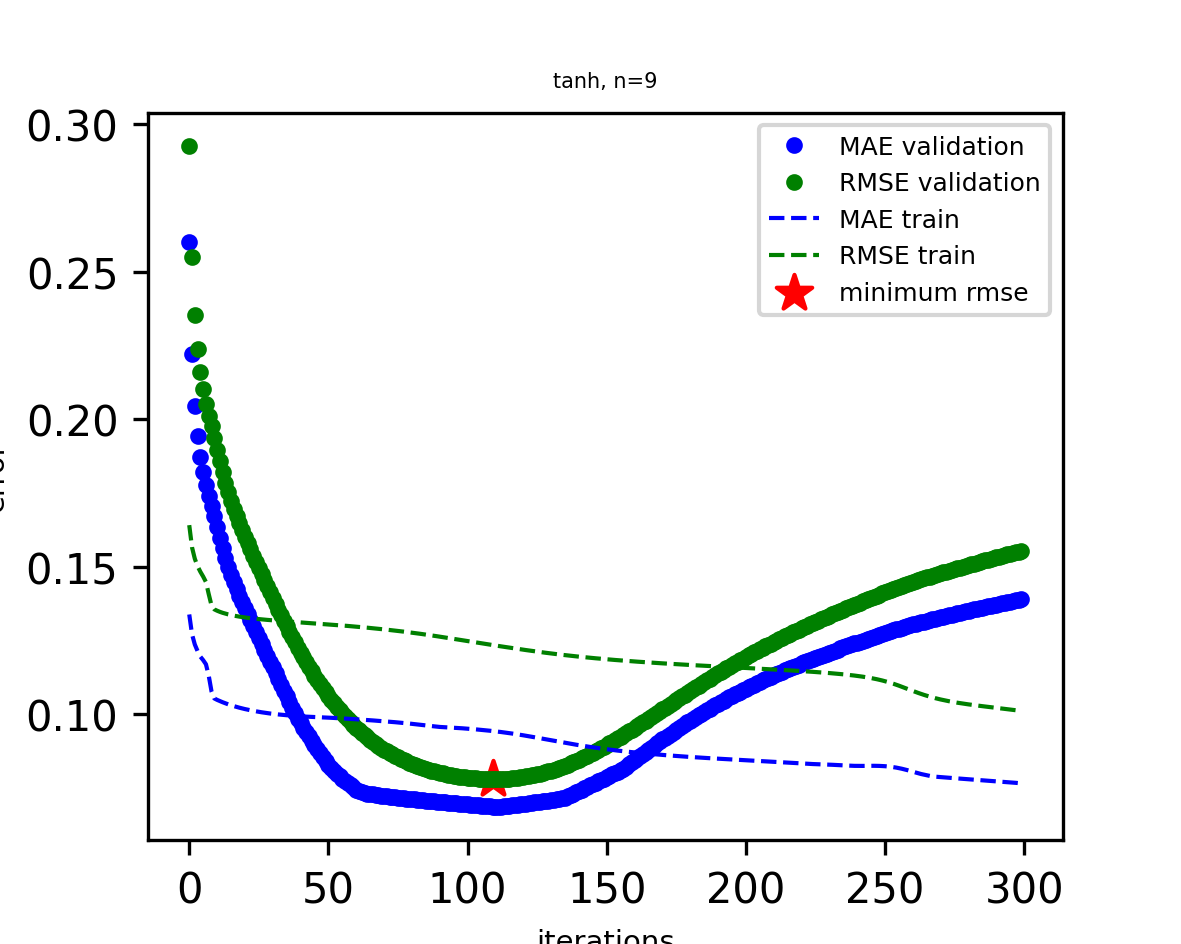 tanh, n=9
0.30
0.25
0.20
0.15
0.10
MAE validation
RMSE validation
MAE train
RMSE train
minimum rmse
0 50 100 150 200 250 300
iterations